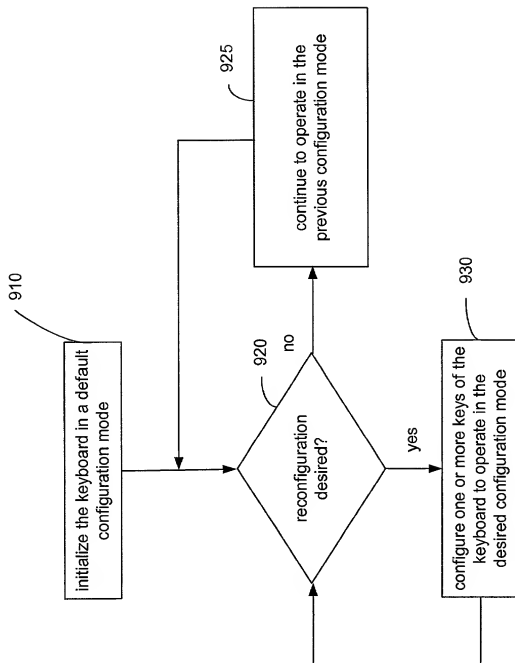 910
initialize the keyboard in a default
configuration mode
920
reconfiguration
desired?
no
925
continue to operate in the
previous configuration mode
yes
930
configure one or more keys of the
keyboard to operate in the
desired configuration mode